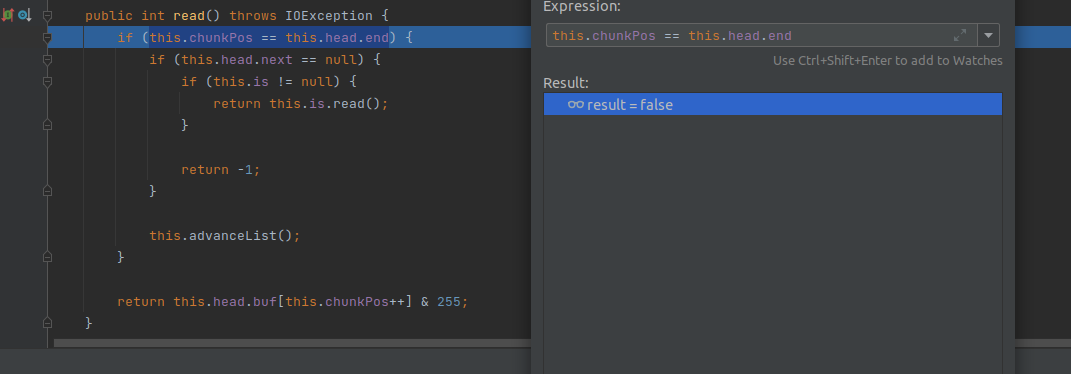 public int read() throws IOException {
if (this.chunkPos == this.head.end) {
if (this.head.next == null) {
if (this.is != null) {
return this.is.read();
}
return -1;
}
this.advanceList();
}
return this.head.buf[this.chunkPos++] & 255;
}
Expression:
this.chunkPos == this.head.end
Use Ctrl+Shift+Enter to add to Watches
Result:
result = false